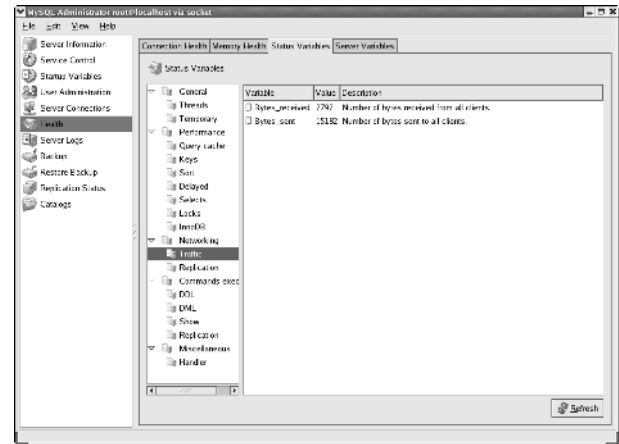 MySQL Administrator root@localhost via socket
File Edit View Help
Server Information
Service Control
Startup Variables
User Administration
Server Connections
Health
Server Logs
Backup
Restore Backup
Replication Status
Catalogs
Connection Health Memory Health Status Variables Server Variables
Status Variables
General
Threads
Temporary
Performance
Query cache
Keys
Sort
Delayed
Selects
Locks
InnoDB
Networking
Traffic
Replication
Commands exec
DDL
DML
Show
Replication
Miscellaneous
Handler
Variable Value Description
Bytes_received 2792 Number of bytes received from all clients.
Bytes_sent 15182 Number of bytes sent to all clients.
Refresh